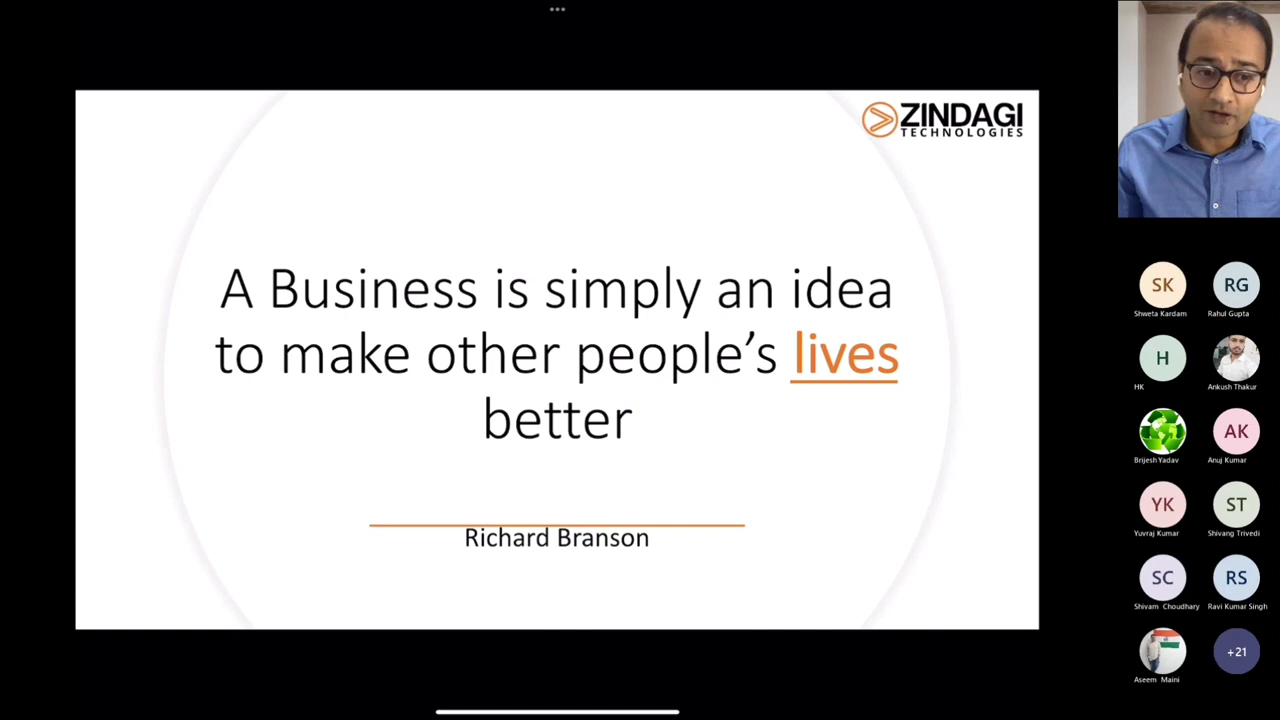 ZINDAGI
TECHNOLOGIES
A Business is simply an idea
to make other people’s lives
better
Richard Branson
SK
RG
Shweta Kardam
Rahul Gupta
H
HK
Ankush Thakur
AK
Brijesh Yadav
Anuj Kumar
YK
ST
Yuvraj Kumar
Shivang Trivedi
SC
RS
Shivam Choudhary
Ravi Kumar Singh
+21
Aseem Maini